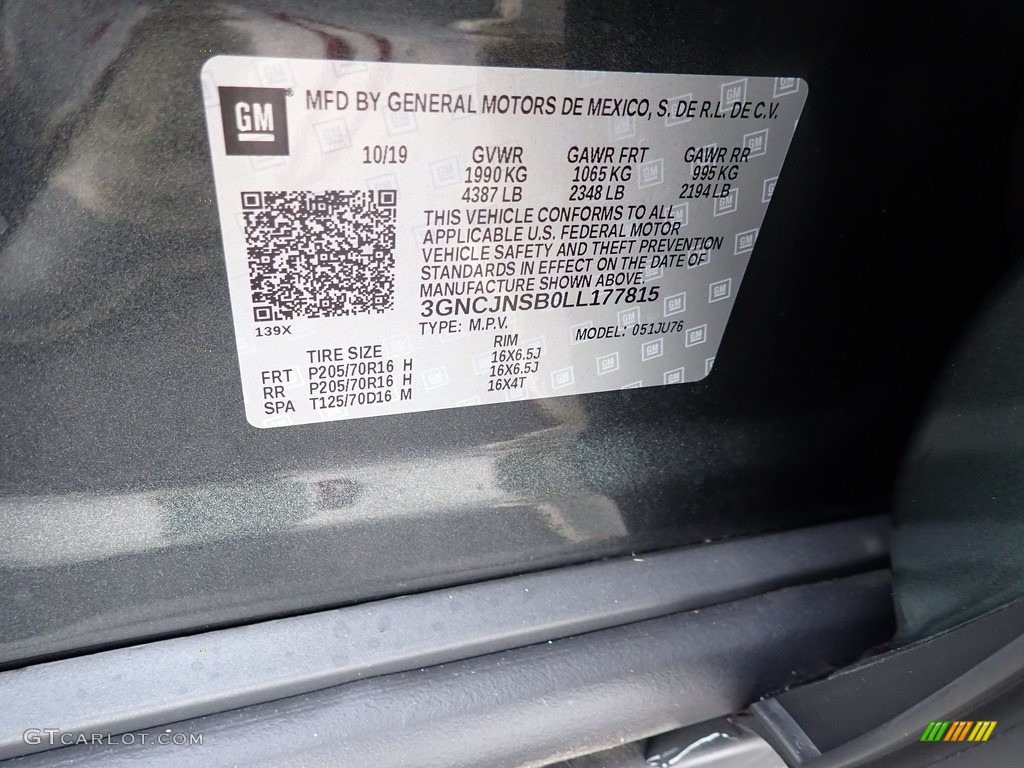 GM MFD BY GENERAL MOTORS DE MEXICO, S. DE R.L. DE C.V.
10/19 GVWR GAWR FRT GAWR RR
1990 KG 1065 KG 995 KG
4387 LB 2348 LB 2194 LB
THIS VEHICLE CONFORMS TO ALL
APPLICABLE U.S. FEDERAL MOTOR
VEHICLE SAFETY AND THEFT PREVENTION
STANDARDS IN EFFECT ON THE DATE OF
MANUFACTURE SHOWN ABOVE.
3GNCJNSB0LL177815
139X TYPE: M.P.V. MODEL: 051JU76
TIRE SIZE RIM
FRT P205/70R16 H 16X6.5J
RR P205/70R16 H 16X6.5J
SPA T125/70D16 M 16X4T
GTCARLOT.COM